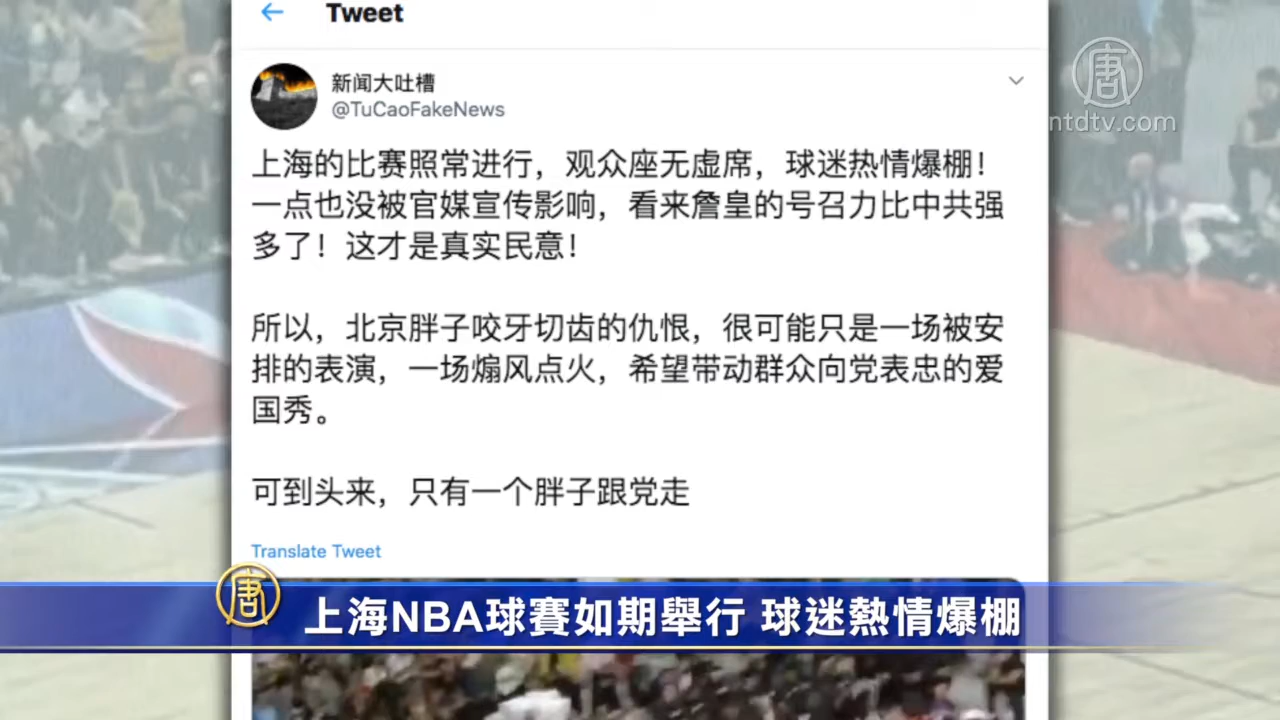 Tweet
新闻大吐槽
@TuCaoFakeNews
唐
ntdtv.com
上海的比赛照常进行，观众座无虚席，球迷热情爆棚！
一点也没被官媒宣传影响，看来詹皇的号召力比中共强
多了！这才是真实民意！
所以，北京胖子咬牙切齿的仇恨，很可能只是一场被安
排的表演，一场煽风点火，希望带动群众向党表忠的爱
国秀。
可到头来，只有一个胖子跟党走
Translate Tweet
唐
上海NBA球賽如期舉行 球迷熱情爆棚